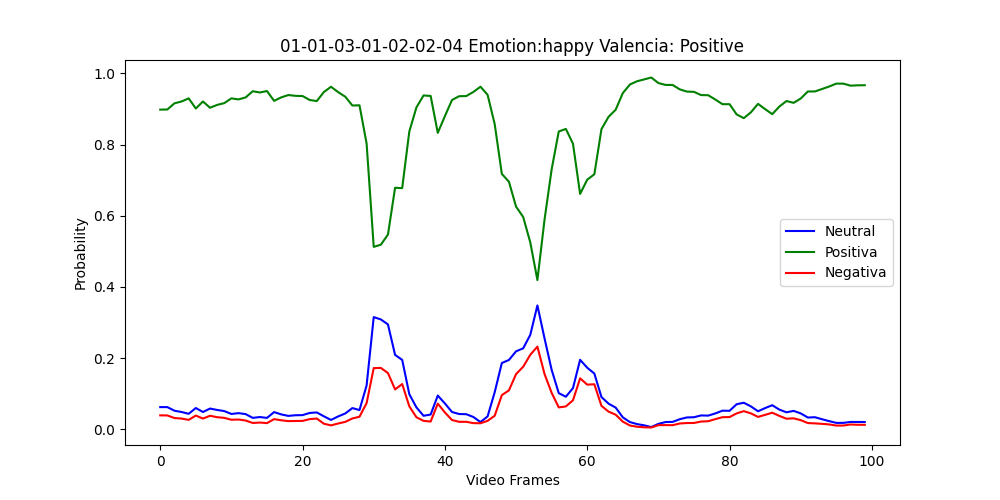 01-01-03-01-02-02-04 Emotion:happy Valencia: Positive
1.0
0.8
0.6
0.4
0.2
0.0
Probability
Neutral
Positiva
Negativa
0 20 40 60 80 100
Video Frames